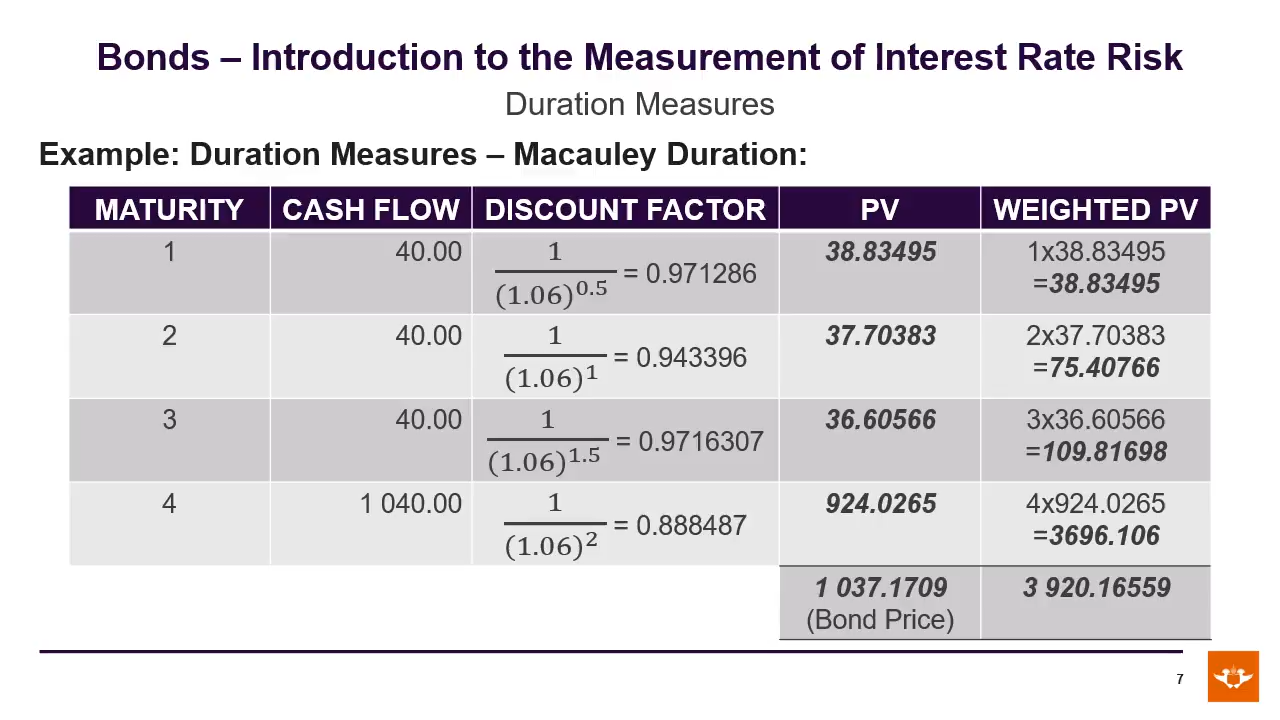 Bonds – Introduction to the Measurement of Interest Rate Risk
Duration Measures
Example: Duration Measures – Macauley Duration:
MATURITY CASH FLOW DISCOUNT FACTOR PV WEIGHTED PV
1 40.00 1/(1.06)^0.5 = 0.971286 38.83495 1x38.83495
=38.83495
2 40.00 1/(1.06)^1 = 0.943396 37.70383 2x37.70383
=75.40766
3 40.00 1/(1.06)^1.5 = 0.9716307 36.60566 3x36.60566
=109.81698
4 1 040.00 1/(1.06)^2 = 0.888487 924.0265 4x924.0265
=3696.106
1 037.1709 3 920.16559
(Bond Price)
7